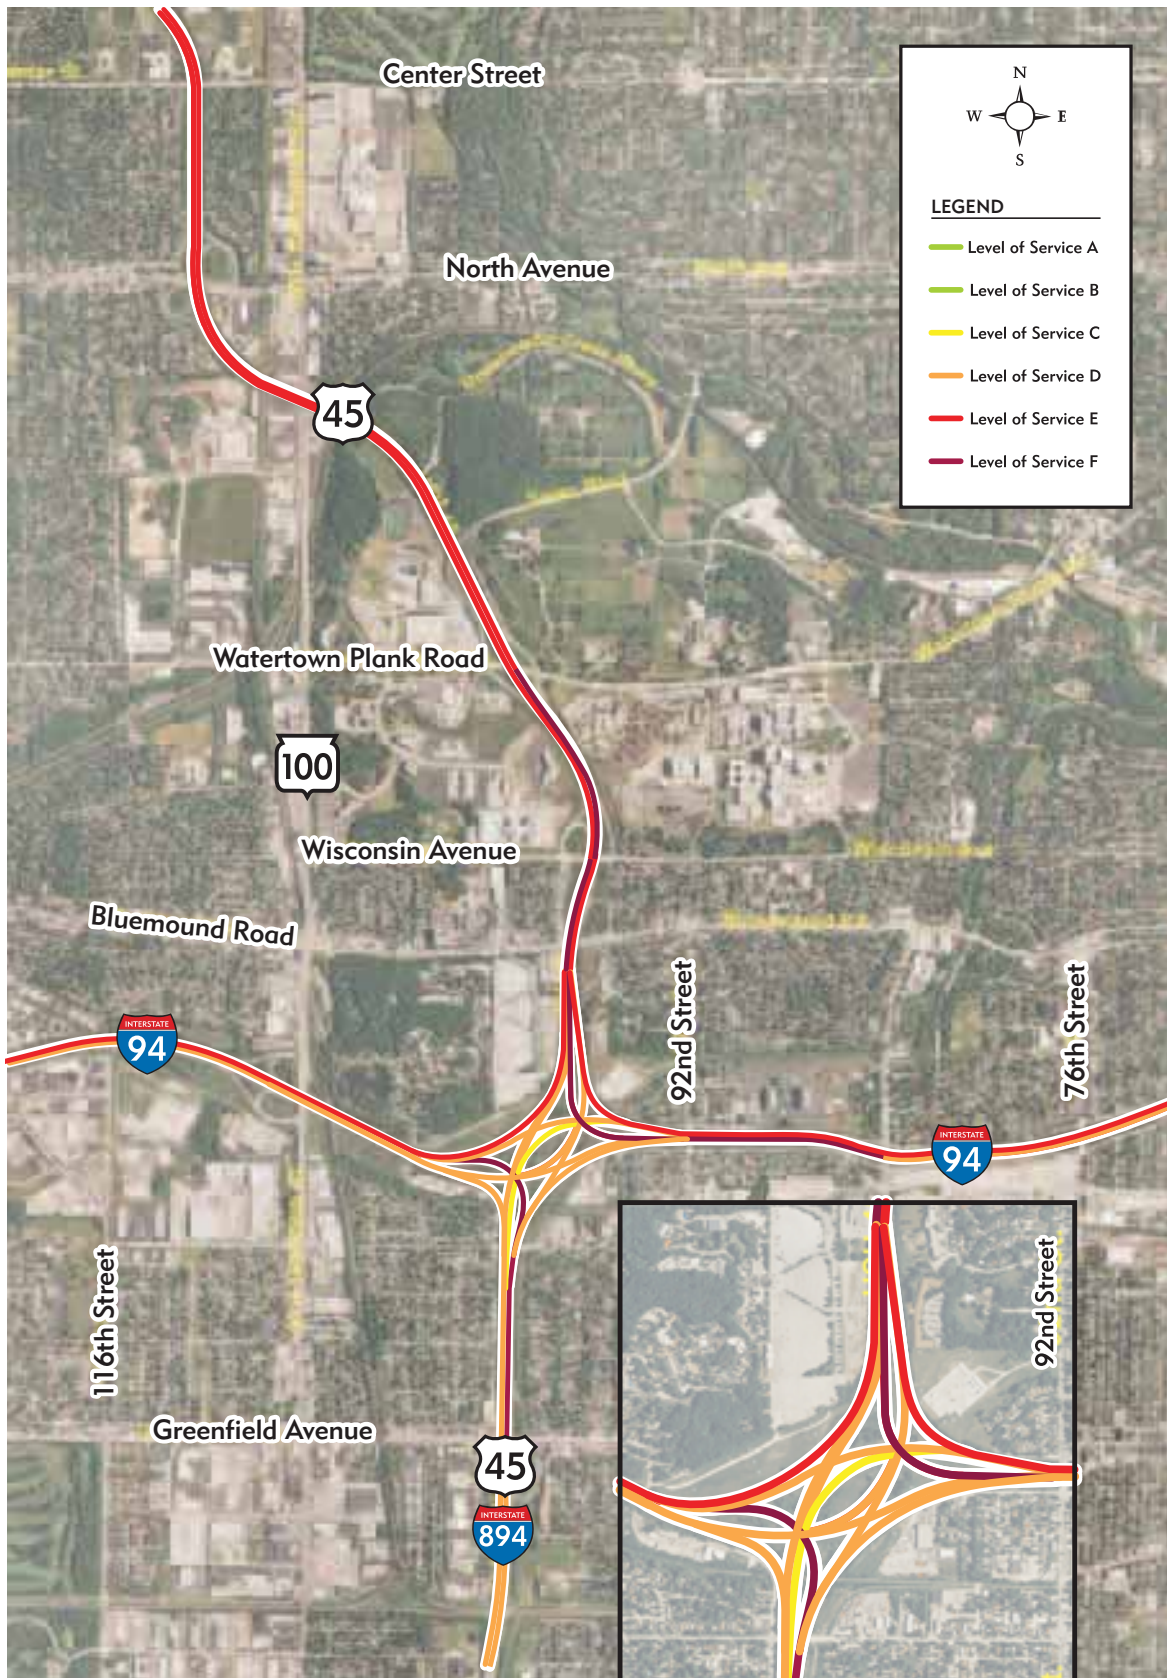 Center Street
N
W
E
S
LEGEND
Level of Service A
Level of Service B
Level of Service C
Level of Service D
Level of Service E
Level of Service F
North Avenue
45
Watertown Plank Road
100
Wisconsin Avenue
Bluemound Road
92nd Street
76th Street
INTERSTATE
94
INTERSTATE
94
116th Street
92nd Street
Greenfield Avenue
45
INTERSTATE
894